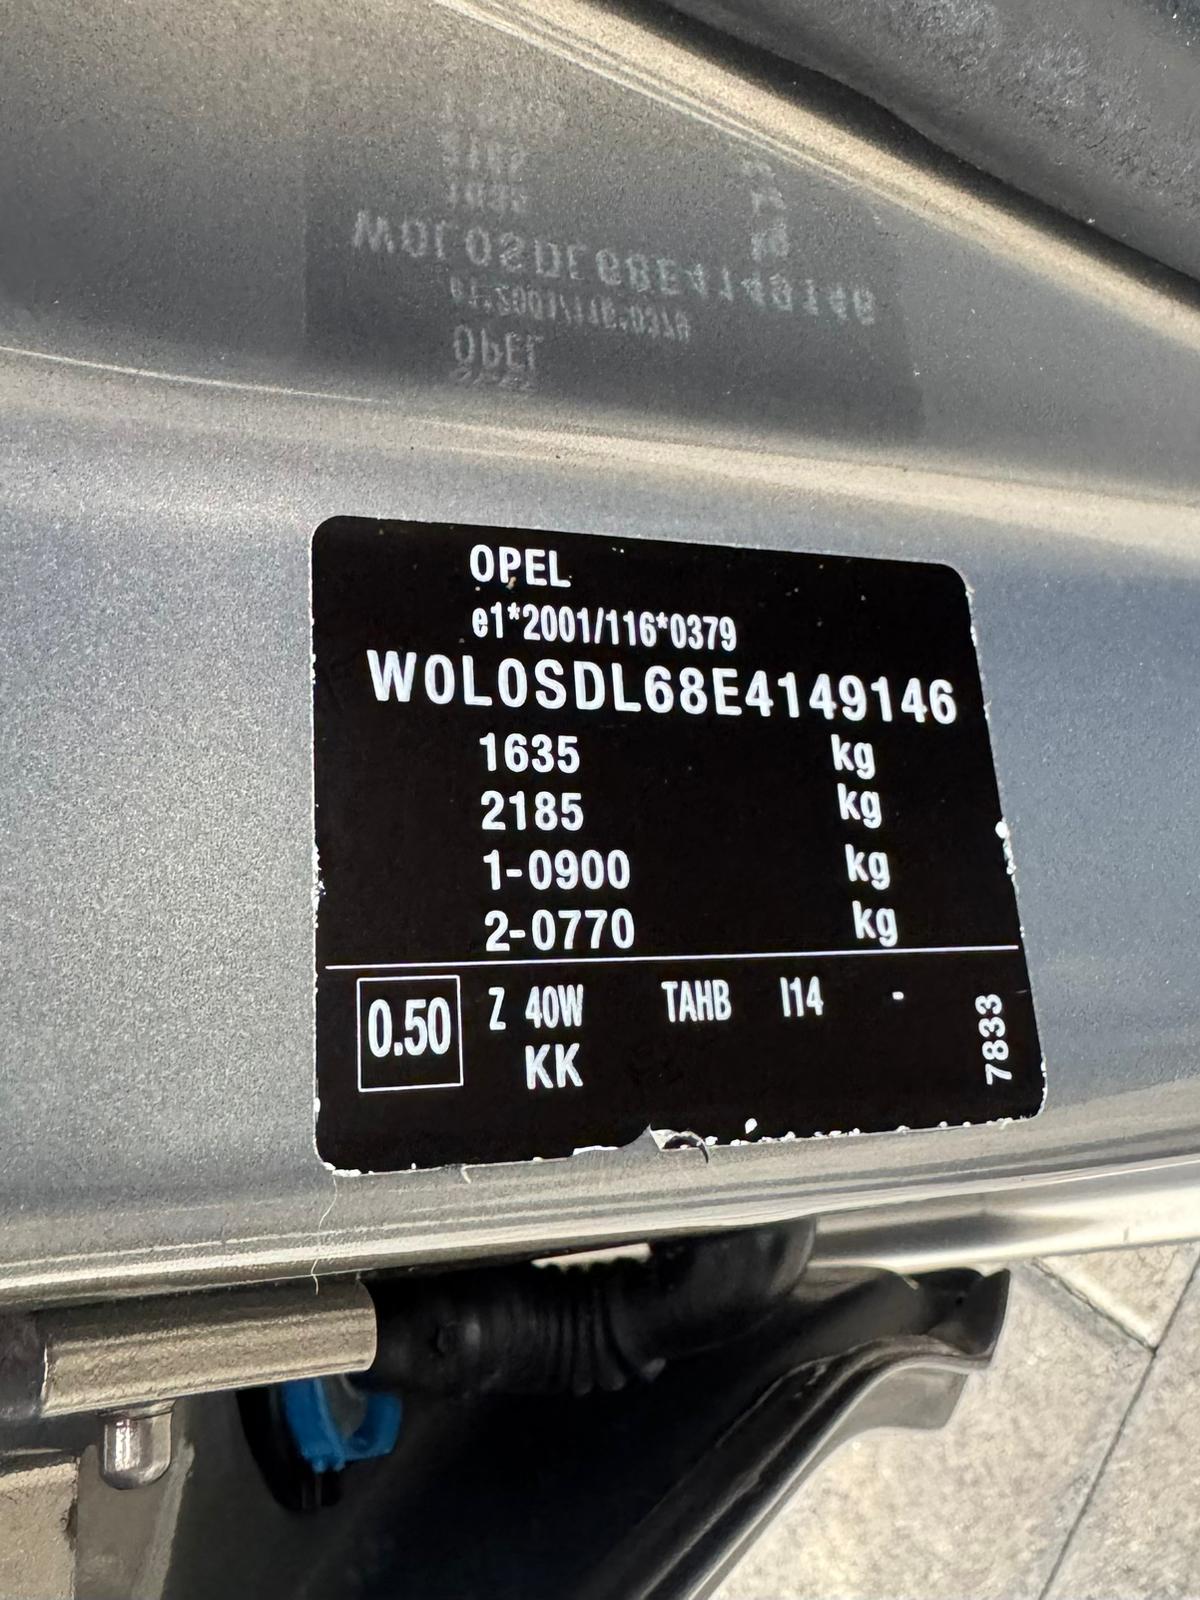 OPEL
e1*2001/116*0379
W0L0SDL68E4149146
1635 kg
2185 kg
1-0900 kg
2-0770 kg
0.50 Z 40W TAHB I14 -
KK
7833